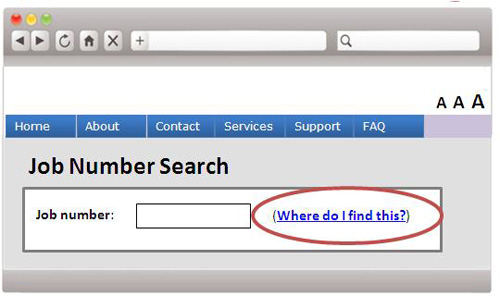 A A A
Home About Contact Services Support FAQ
Job Number Search
Job number: (Where do I find this?)